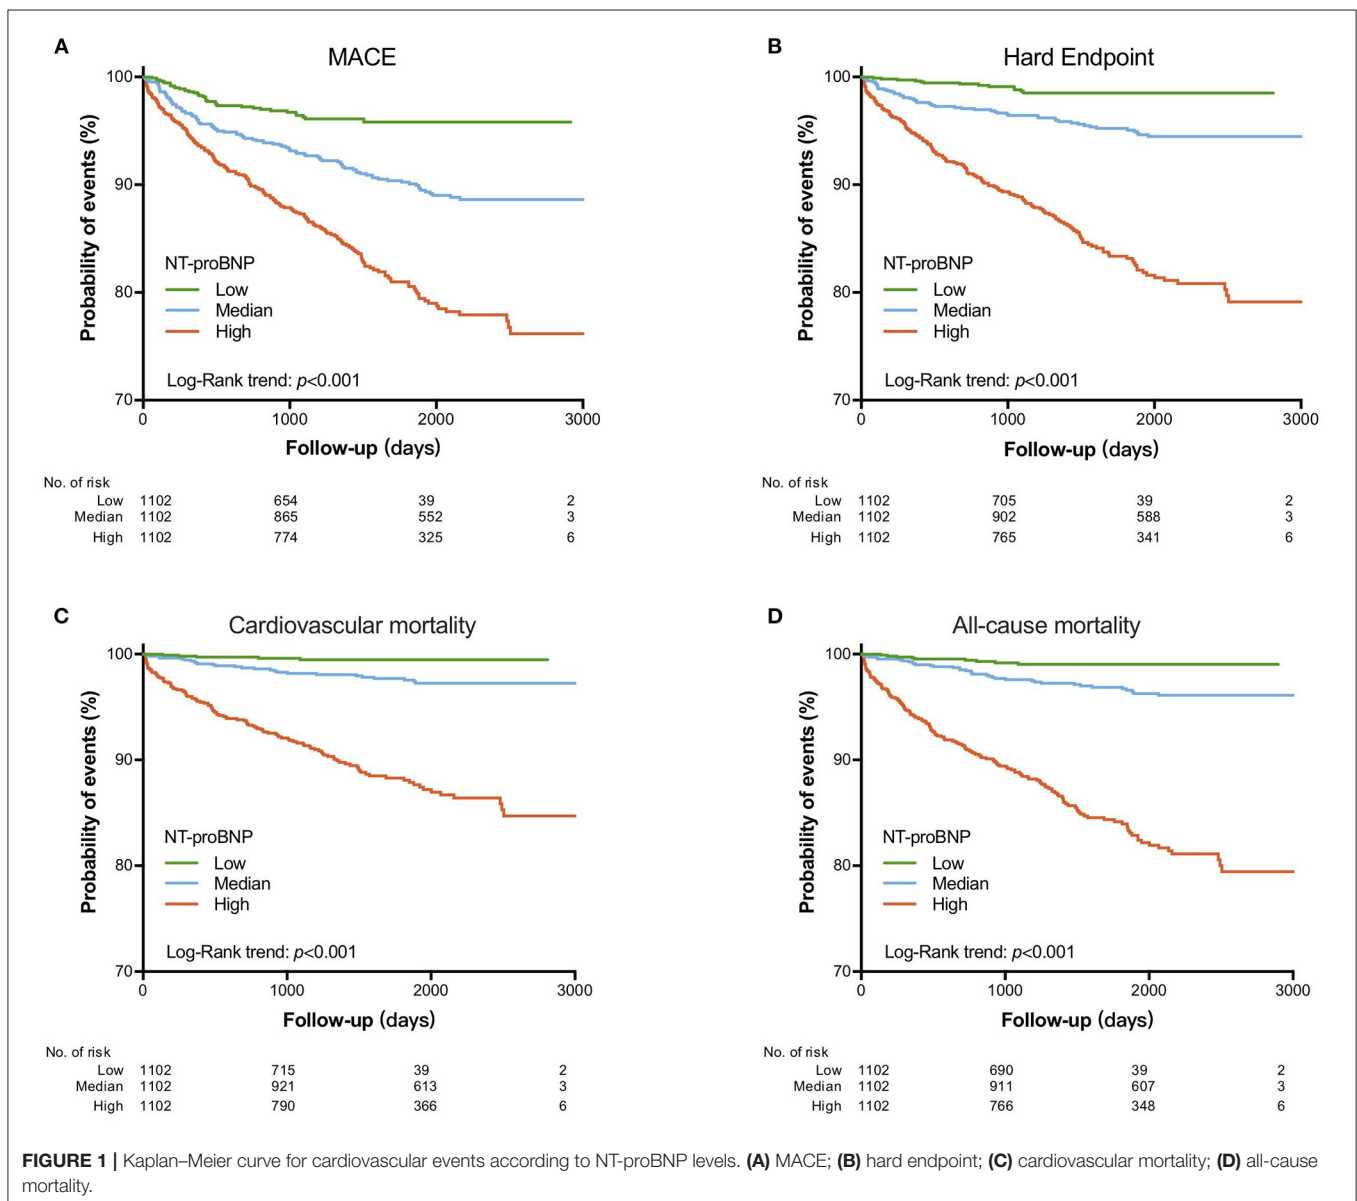 A
MACE
Probability of events (%)
100
90
80
70
NT-proBNP
Low
Median
High
Log-Rank trend: p<0.001
0 1000 2000 3000
Follow-up (days)
No. of risk
Low 1102 654 39 2
Median 1102 865 552 3
High 1102 774 325 6
B
Hard Endpoint
Probability of events (%)
100
90
80
70
NT-proBNP
Low
Median
High
Log-Rank trend: p<0.001
0 1000 2000 3000
Follow-up (days)
No. of risk
Low 1102 705 39 2
Median 1102 902 588 3
High 1102 765 341 6
C
Cardiovascular mortality
Probability of events (%)
100
90
80
70
NT-proBNP
Low
Median
High
Log-Rank trend: p<0.001
0 1000 2000 3000
Follow-up (days)
No. of risk
Low 1102 715 39 2
Median 1102 921 613 3
High 1102 790 366 6
D
All-cause mortality
Probability of events (%)
100
90
80
70
NT-proBNP
Low
Median
High
Log-Rank trend: p<0.001
0 1000 2000 3000
Follow-up (days)
No. of risk
Low 1102 690 39 2
Median 1102 911 607 3
High 1102 766 348 6
FIGURE 1 | Kaplan–Meier curve for cardiovascular events according to NT-proBNP levels. (A) MACE; (B) hard endpoint; (C) cardiovascular mortality; (D) all-cause
mortality.